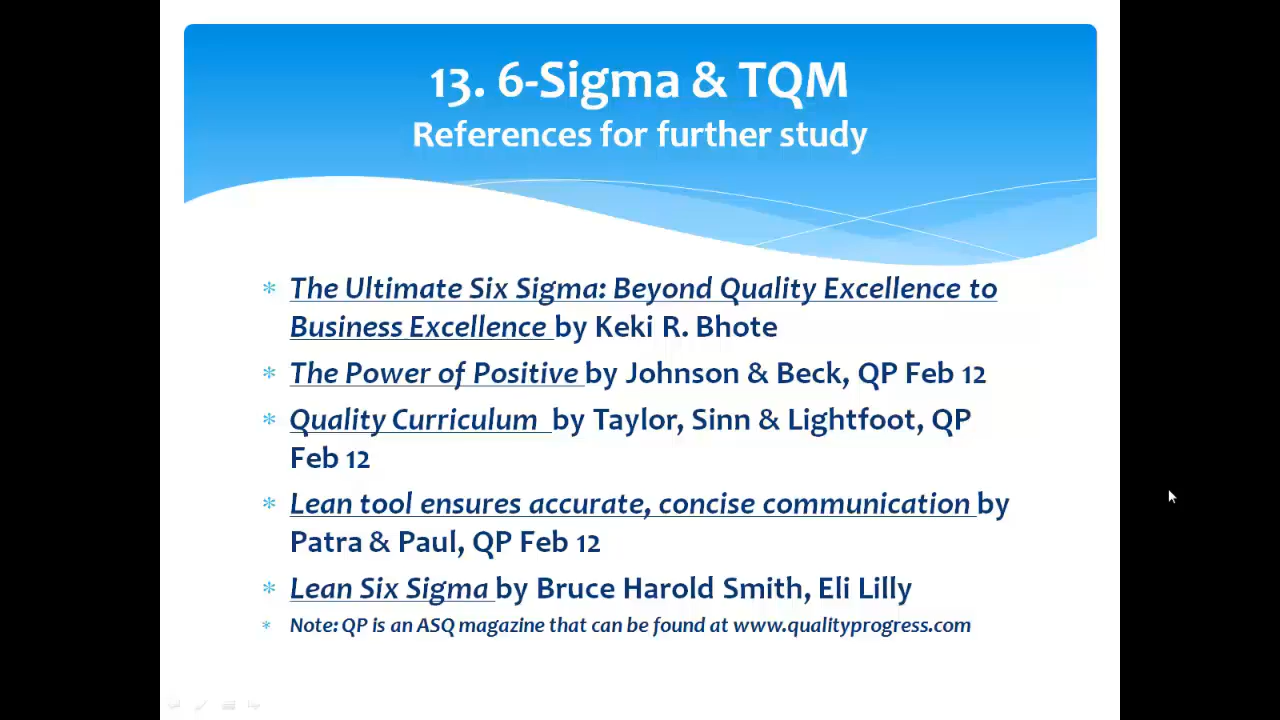 13. 6-Sigma & TQM
References for further study
* The Ultimate Six Sigma: Beyond Quality Excellence to
Business Excellence by Keki R. Bhote
* The Power of Positive by Johnson & Beck, QP Feb 12
* Quality Curriculum by Taylor, Sinn & Lightfoot, QP
Feb 12
* Lean tool ensures accurate, concise communication by
Patra & Paul, QP Feb 12
* Lean Six Sigma by Bruce Harold Smith, Eli Lilly
* Note: QP is an ASQ magazine that can be found at www.qualityprogress.com